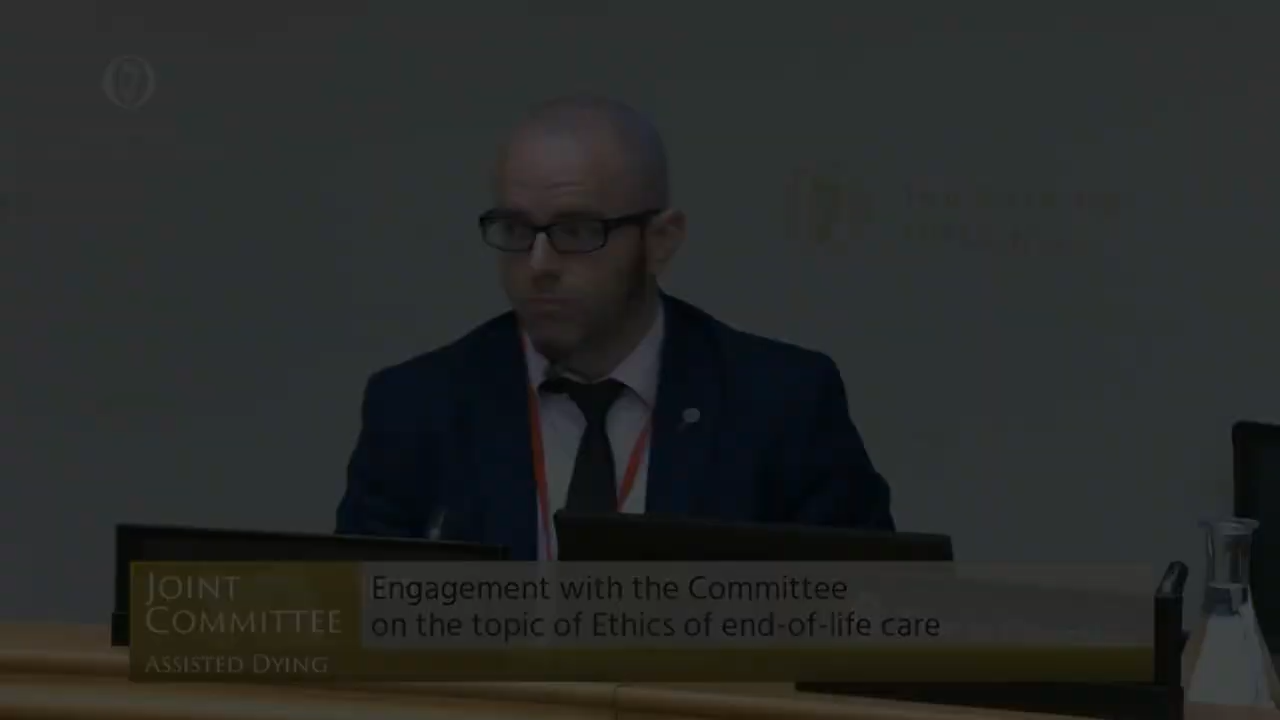 JOINT
COMMITTEE
ASSISTED DYING
Engagement with the Committee
on the topic of Ethics of end-of-life care